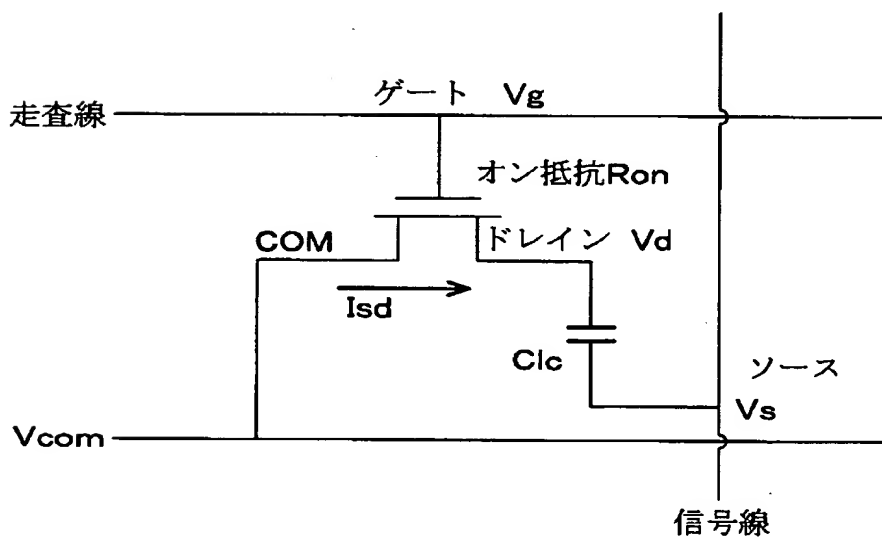 ゲート Vg
走査線
オン抵抗Ron
COM
ドレイン Vd
Isd
Clc
ソース
Vs
Vcom
信号線